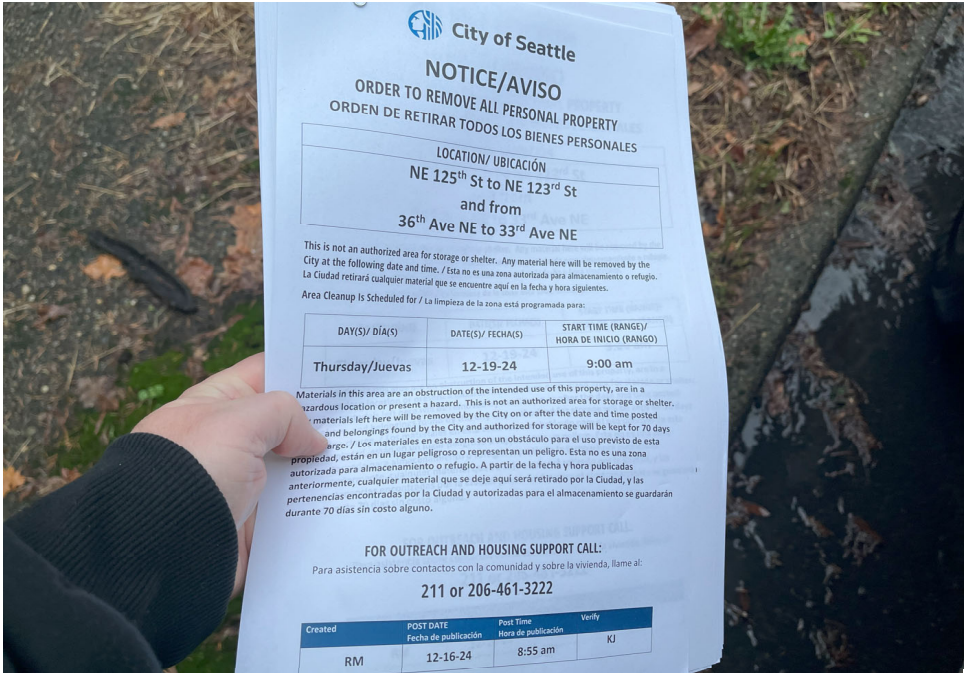 City of Seattle
NOTICE/AVISO
ORDER TO REMOVE ALL PERSONAL PROPERTY
ORDEN DE RETIRAR TODOS LOS BIENES PERSONALES
LOCATION/ UBICACIÓN
NE 125th St to NE 123rd St
and from
36th Ave NE to 33rd Ave NE
This is not an authorized area for storage or shelter. Any material here will be removed by the
City at the following date and time. / Esta no es una zona autorizada para almacenamiento o refugio.
La Ciudad retirará cualquier material que se encuentre aquí en la fecha y hora siguientes.
Area Cleanup Is Scheduled for / La limpieza de la zona está programada para:
DAY(S)/ DÍA(S) DATE(S)/ FECHA(S) START TIME (RANGE)/
HORA DE INICIO (RANGO)
Thursday/Juevas 12-19-24 9:00 am
Materials in this area are an obstruction of the intended use of this property, are in a
azardous location or present a hazard. This is not an authorized area for storage or shelter.
materials left here will be removed by the City on or after the date and time posted
and belongings found by the City and authorized for storage will be kept for 70 days
arge. / Los materiales en esta zona son un obstáculo para el uso previsto de esta
propiedad, están en un lugar peligroso o representan un peligro. Esta no es una zona
autorizada para almacenamiento o refugio. A partir de la fecha y hora publicadas
anteriormente, cualquier material que se deje aquí será retirado por la Ciudad, y las
pertenencias encontradas por la Ciudad y autorizadas para el almacenamiento se guardarán
durante 70 días sin costo alguno.
FOR OUTREACH AND HOUSING SUPPORT CALL:
Para asistencia sobre contactos con la comunidad y sobre la vivienda, llame al:
211 or 206-461-3222
Created POST DATE Post Time Verify
Fecha de publicación Hora de publicación
RM 12-16-24 8:55 am KJ